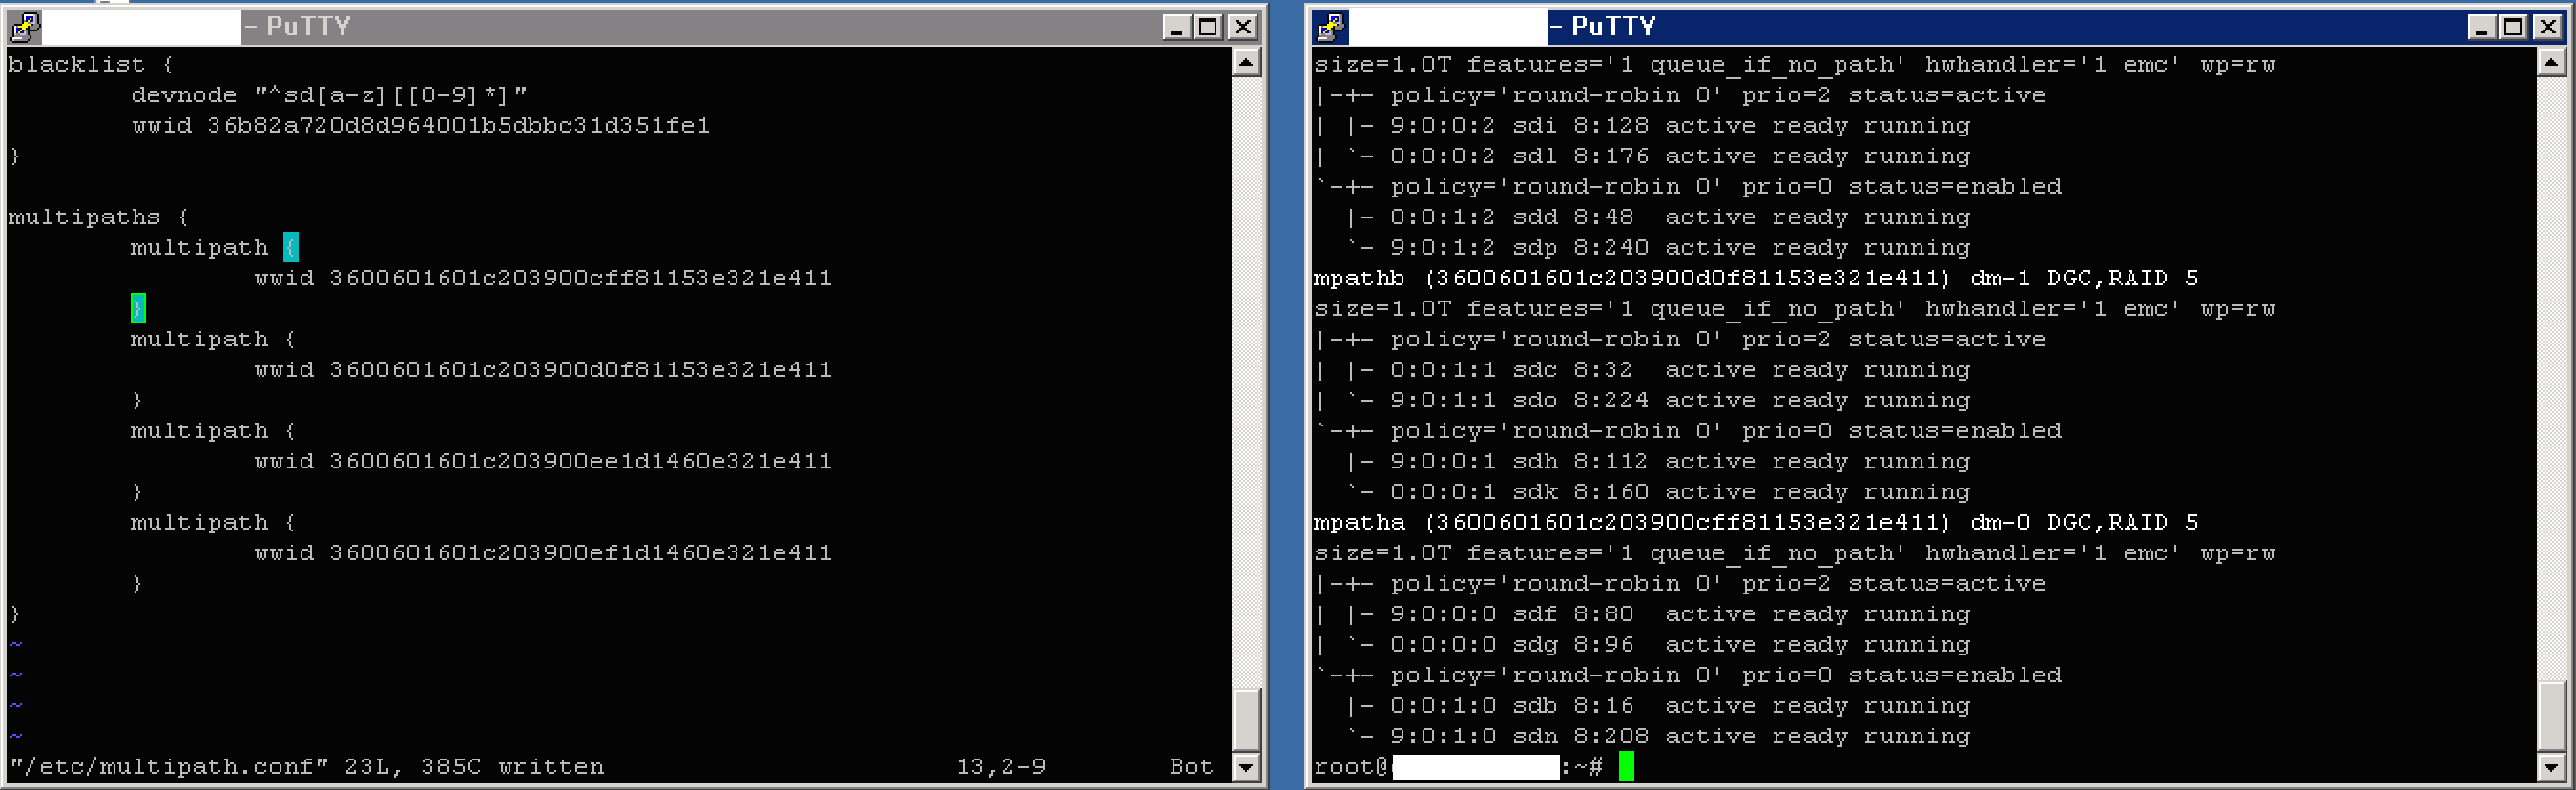 - PuTTY
blacklist {
devnode "^sd[a-z][[0-9]*]"
wwid 36b82a720d8d964001b5dbbc31d351fe1
}
multipaths {
multipath {
wwid 3600601601c203900cff81153e321e411
}
multipath {
wwid 3600601601c203900d0f81153e321e411
}
multipath {
wwid 3600601601c203900ee1d1460e321e411
}
multipath {
wwid 3600601601c203900ef1d1460e321e411
}
}
~
~
~
~
"/etc/multipath.conf" 23L, 385C written 13,2-9 Bot
- PuTTY
size=1.0T features='1 queue_if_no_path' hwhandler='1 emc' wp=rw
|-+- policy='round-robin 0' prio=2 status=active
| |- 9:0:0:2 sdi 8:128 active ready running
| `- 0:0:0:2 sdl 8:176 active ready running
`-+- policy='round-robin 0' prio=0 status=enabled
  |- 0:0:1:2 sdd 8:48  active ready running
  `- 9:0:1:2 sdp 8:240 active ready running
mpathb (3600601601c203900d0f81153e321e411) dm-1 DGC,RAID 5
size=1.0T features='1 queue_if_no_path' hwhandler='1 emc' wp=rw
|-+- policy='round-robin 0' prio=2 status=active
| |- 0:0:1:1 sdc 8:32  active ready running
| `- 9:0:1:1 sdo 8:224 active ready running
`-+- policy='round-robin 0' prio=0 status=enabled
  |- 9:0:0:1 sdh 8:112 active ready running
  `- 0:0:0:1 sdk 8:160 active ready running
mpatha (3600601601c203900cff81153e321e411) dm-0 DGC,RAID 5
size=1.0T features='1 queue_if_no_path' hwhandler='1 emc' wp=rw
|-+- policy='round-robin 0' prio=2 status=active
| |- 9:0:0:0 sdf 8:80  active ready running
| `- 0:0:0:0 sdg 8:96  active ready running
`-+- policy='round-robin 0' prio=0 status=enabled
  |- 0:0:1:0 sdb 8:16  active ready running
  `- 9:0:1:0 sdn 8:208 active ready running
root@ :~#